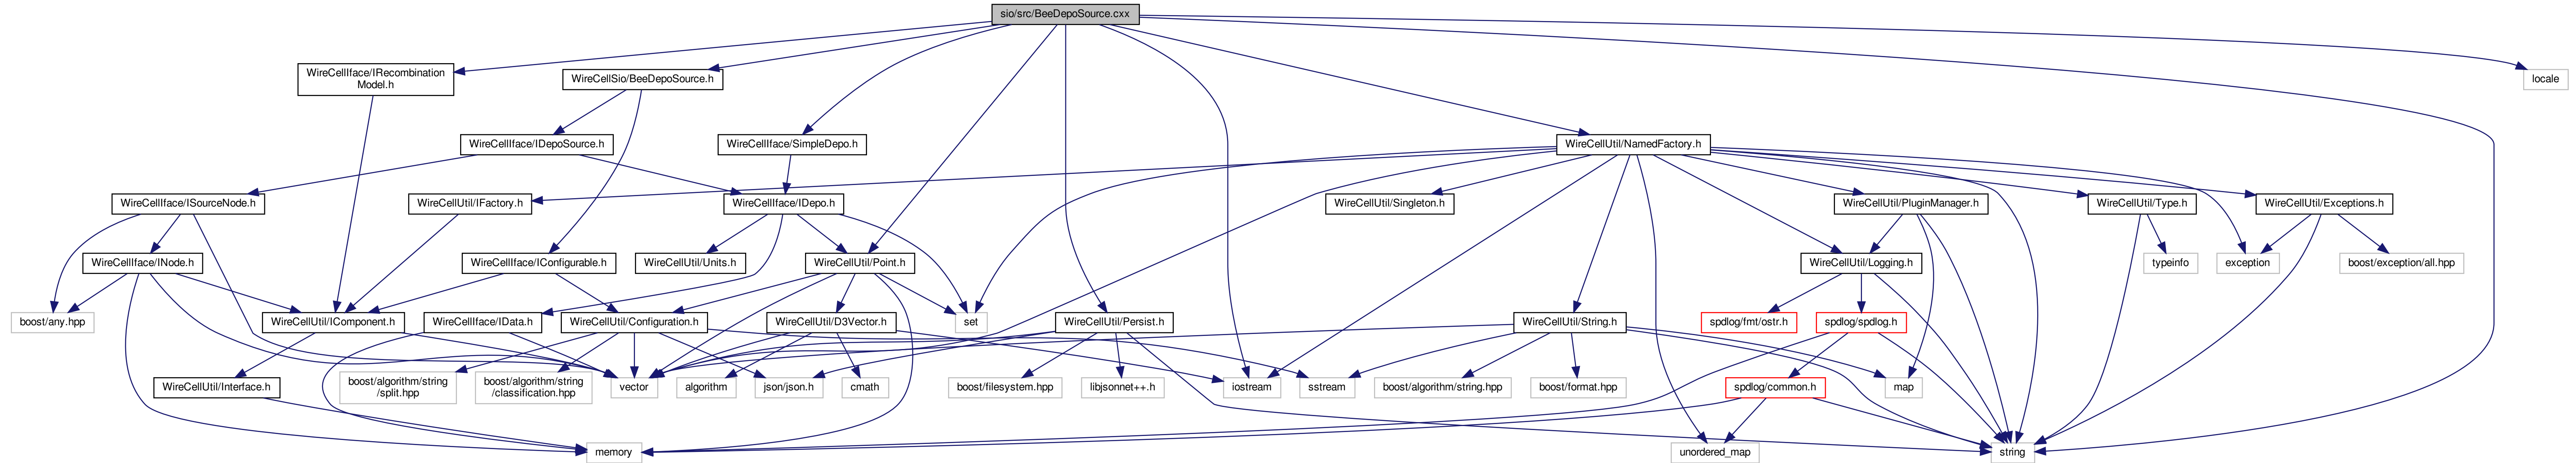 sio/src/BeeDepoSource.cxx
WireCellIface/IRecombination
Model.h
WireCellSio/BeeDepoSource.h
locale
WireCellIface/IDepoSource.h
WireCellIface/SimpleDepo.h
WireCellUtil/NamedFactory.h
WireCellIface/ISourceNode.h
WireCellUtil/IFactory.h
WireCellIface/IDepo.h
WireCellUtil/Singleton.h
WireCellUtil/PluginManager.h
WireCellUtil/Type.h
WireCellUtil/Exceptions.h
WireCellIface/INode.h
WireCellIface/IConfigurable.h
WireCellUtil/Units.h
WireCellUtil/Point.h
WireCellUtil/Logging.h
typeinfo
exception
boost/exception/all.hpp
boost/any.hpp
WireCellUtil/IComponent.h
WireCellIface/IData.h
WireCellUtil/Configuration.h
WireCellUtil/D3Vector.h
set
WireCellUtil/Persist.h
WireCellUtil/String.h
spdlog/fmt/ostr.h
spdlog/spdlog.h
WireCellUtil/Interface.h
boost/algorithm/string
/split.hpp
boost/algorithm/string
/classification.hpp
vector
algorithm
json/json.h
cmath
boost/filesystem.hpp
libjsonnet++.h
iostream
sstream
boost/algorithm/string.hpp
boost/format.hpp
spdlog/common.h
map
memory
unordered_map
string